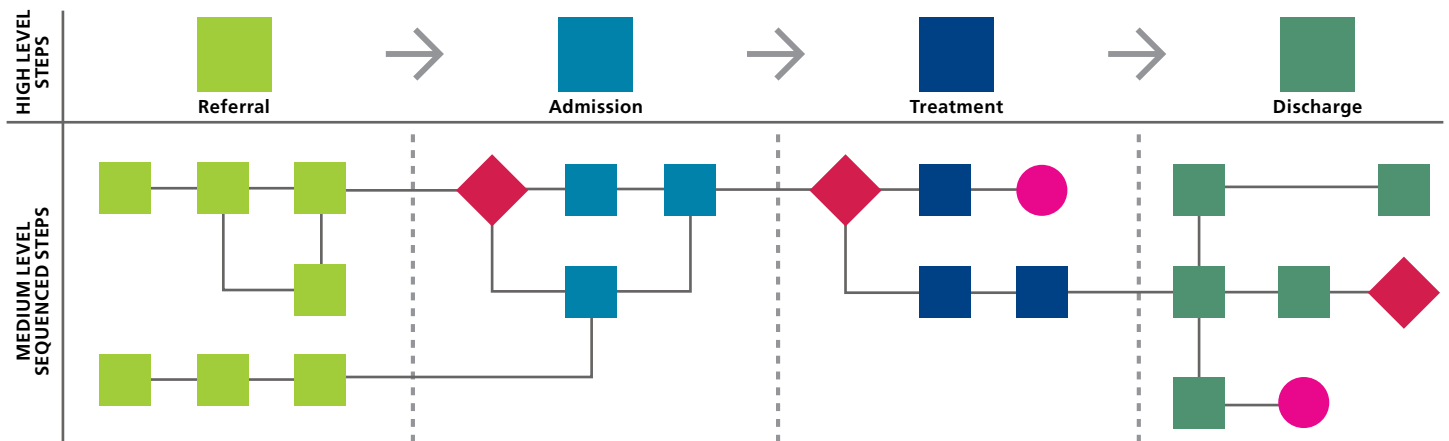 HIGH LEVEL
STEPS
Referral
Admission
Treatment
Discharge
MEDIUM LEVEL
SEQUENCED STEPS